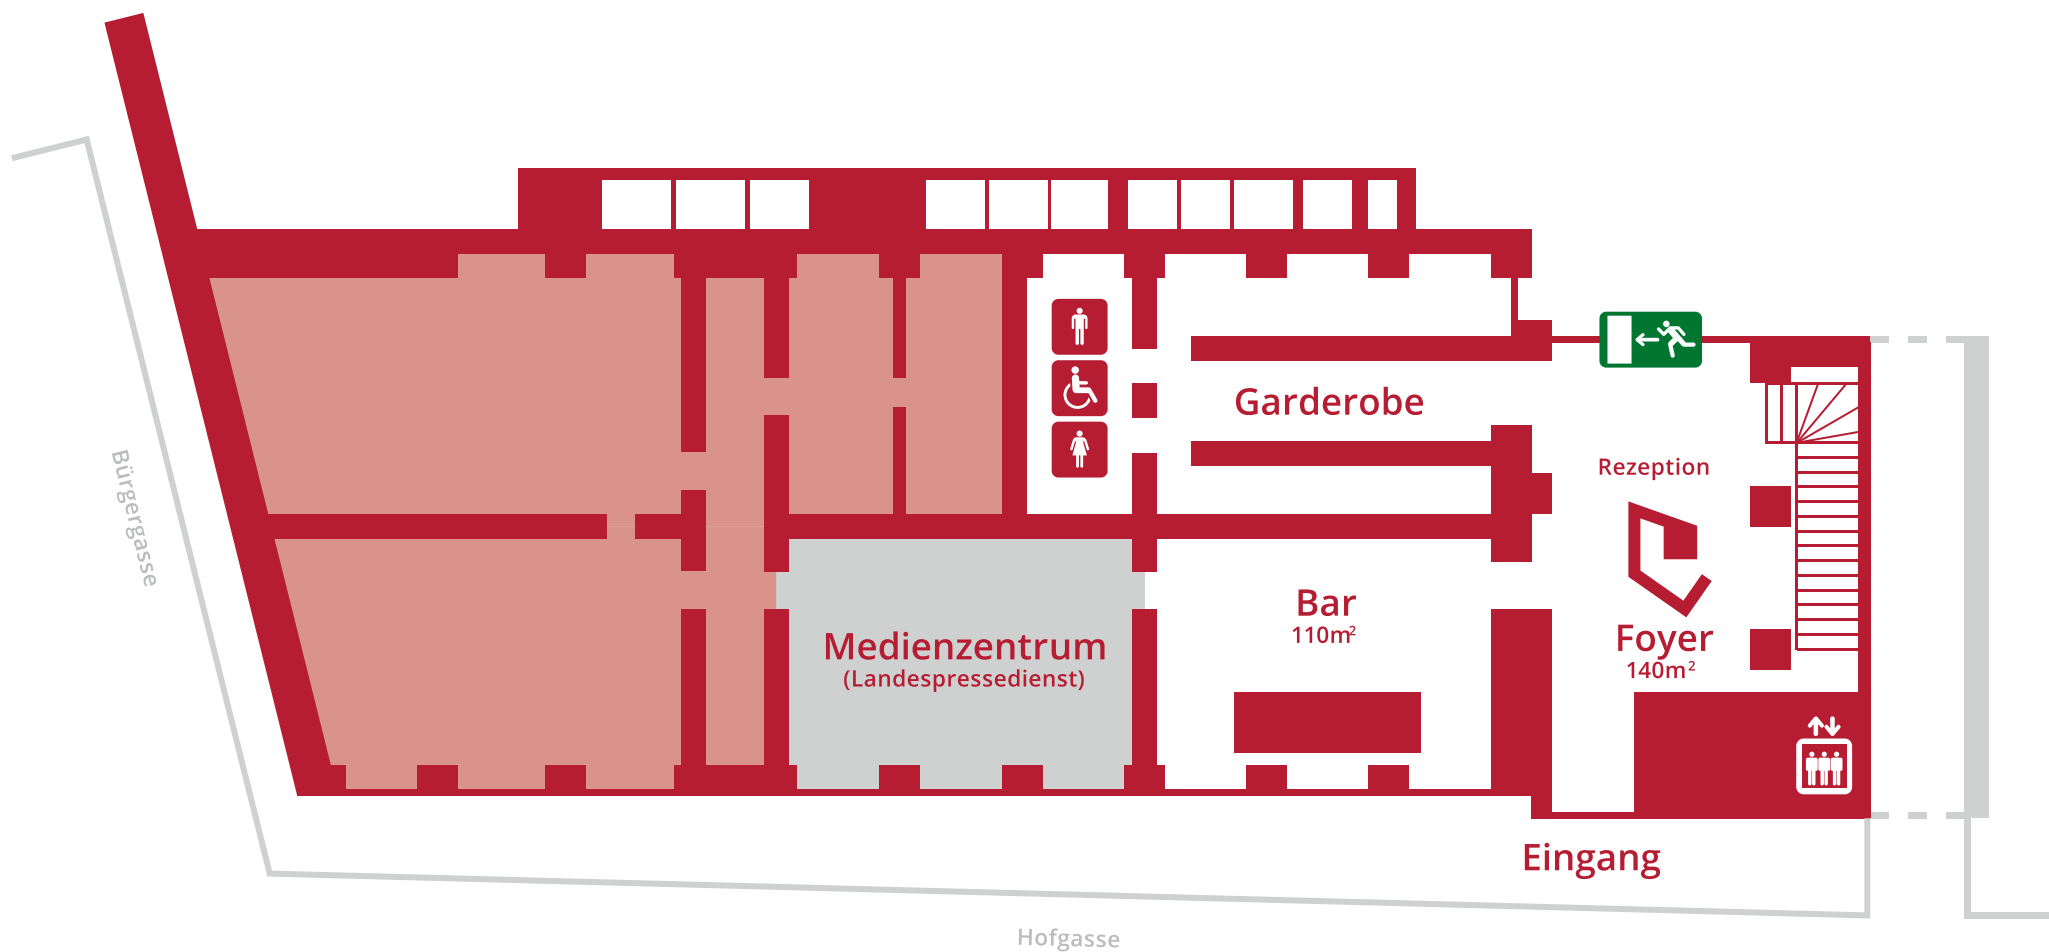 Garderobe
Rezeption
Bürgergasse
Bar
110m²
Foyer
140m²
Medienzentrum
(Landespressedienst)
Eingang
Hofgasse